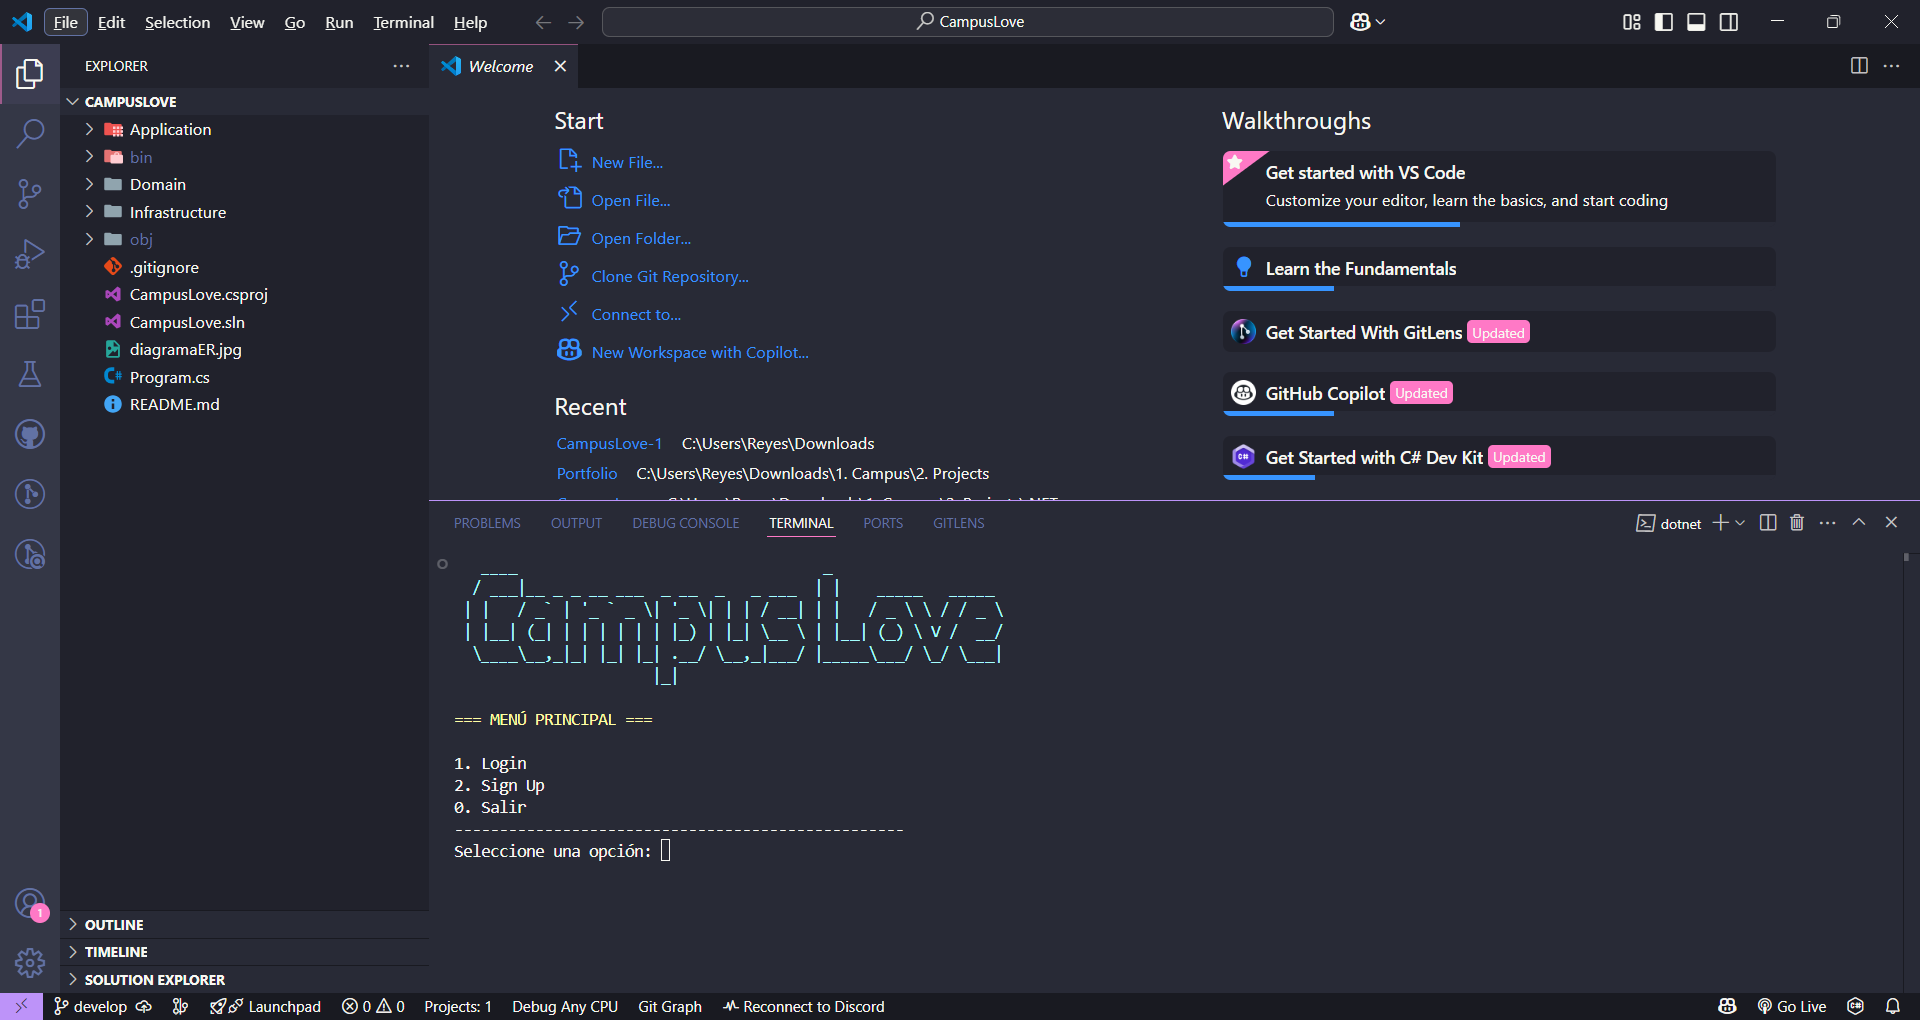 File Edit Selection View Go Run Terminal Help
CampusLove
EXPLORER
CAMPUSLOVE
Application
bin
Domain
Infrastructure
obj
.gitignore
CampusLove.csproj
CampusLove.sln
diagramaER.jpg
Program.cs
README.md
OUTLINE
TIMELINE
SOLUTION EXPLORER
1
Welcome
Start
New File...
Open File...
Open Folder...
Clone Git Repository...
Connect to...
New Workspace with Copilot...
Recent
CampusLove-1 C:\Users\Reyes\Downloads
Portfolio C:\Users\Reyes\Downloads\1. Campus\2. Projects
Walkthroughs
Get started with VS Code
Customize your editor, learn the basics, and start coding
Learn the Fundamentals
Get Started With GitLens Updated
GitHub Copilot Updated
Get Started with C# Dev Kit Updated
PROBLEMS OUTPUT DEBUG CONSOLE TERMINAL PORTS GITLENS
dotnet
CampusLove
=== MENÚ PRINCIPAL ===
1. Login
2. Sign Up
0. Salir
--------------------------------------------------
Seleccione una opción:
develop Launchpad 0 0 Projects: 1 Debug Any CPU Git Graph Reconnect to Discord Go Live